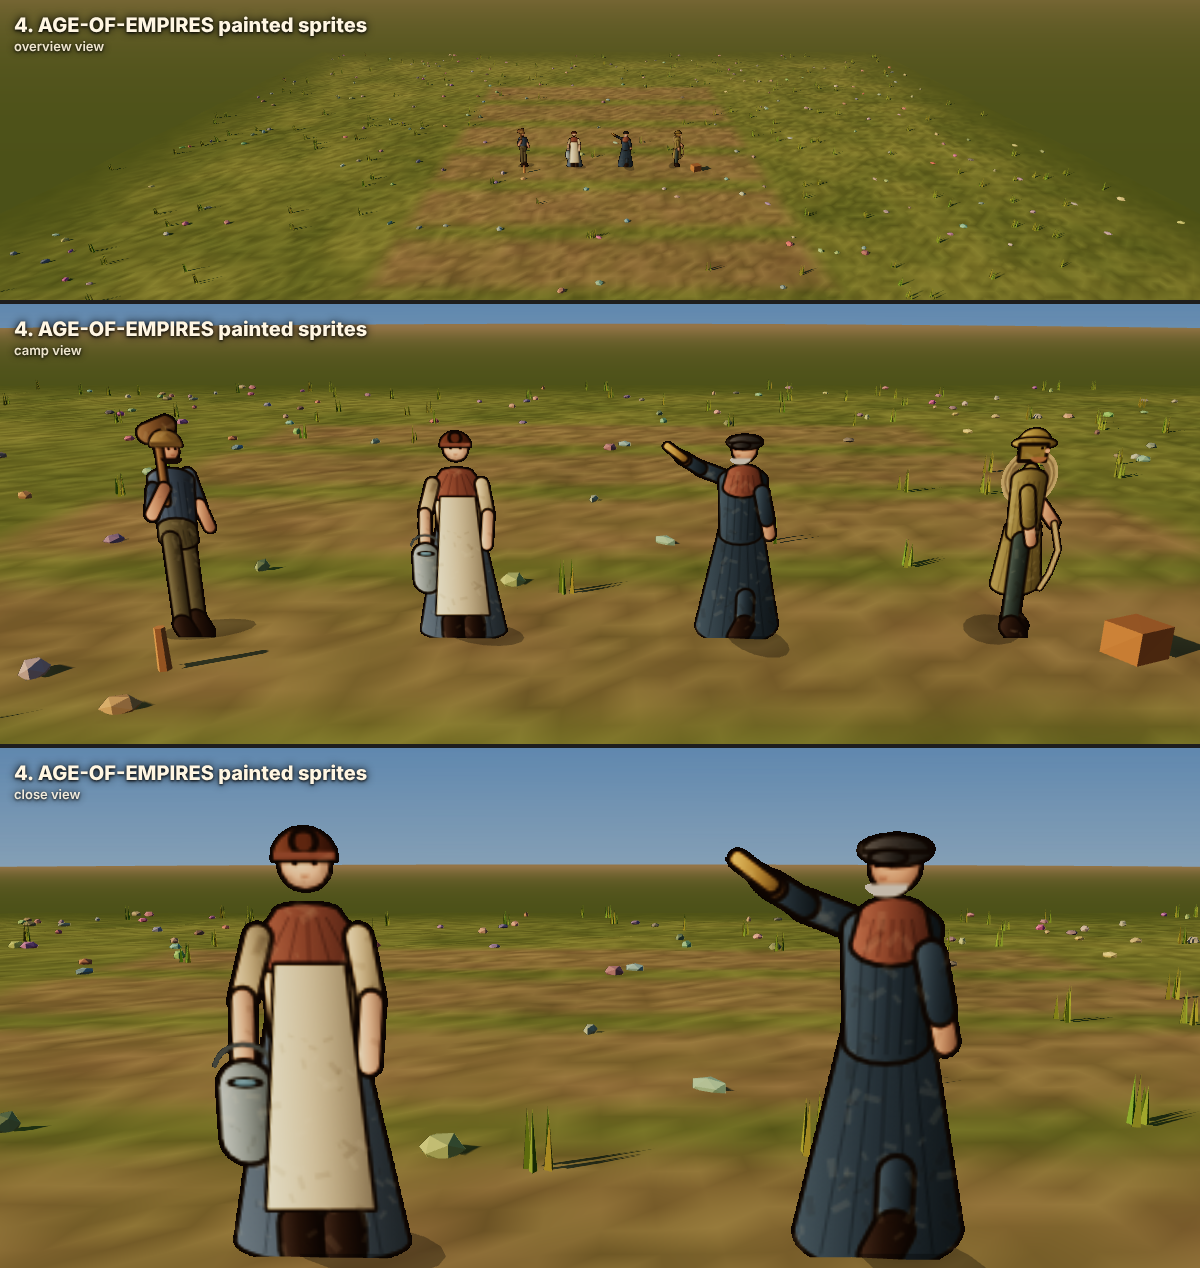 4. AGE-OF-EMPIRES painted sprites
overview view
4. AGE-OF-EMPIRES painted sprites
camp view
4. AGE-OF-EMPIRES painted sprites
close view